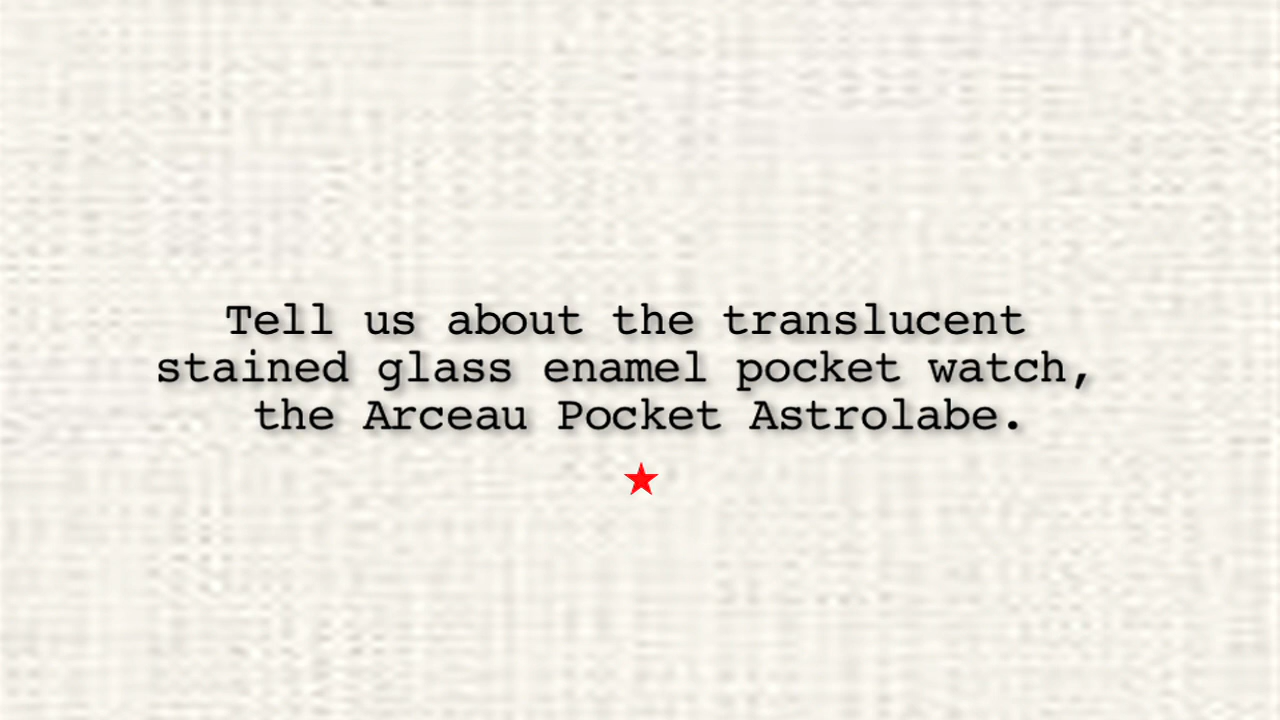 Tell us about the translucent
stained glass enamel pocket watch,
the Arceau Pocket Astrolabe.